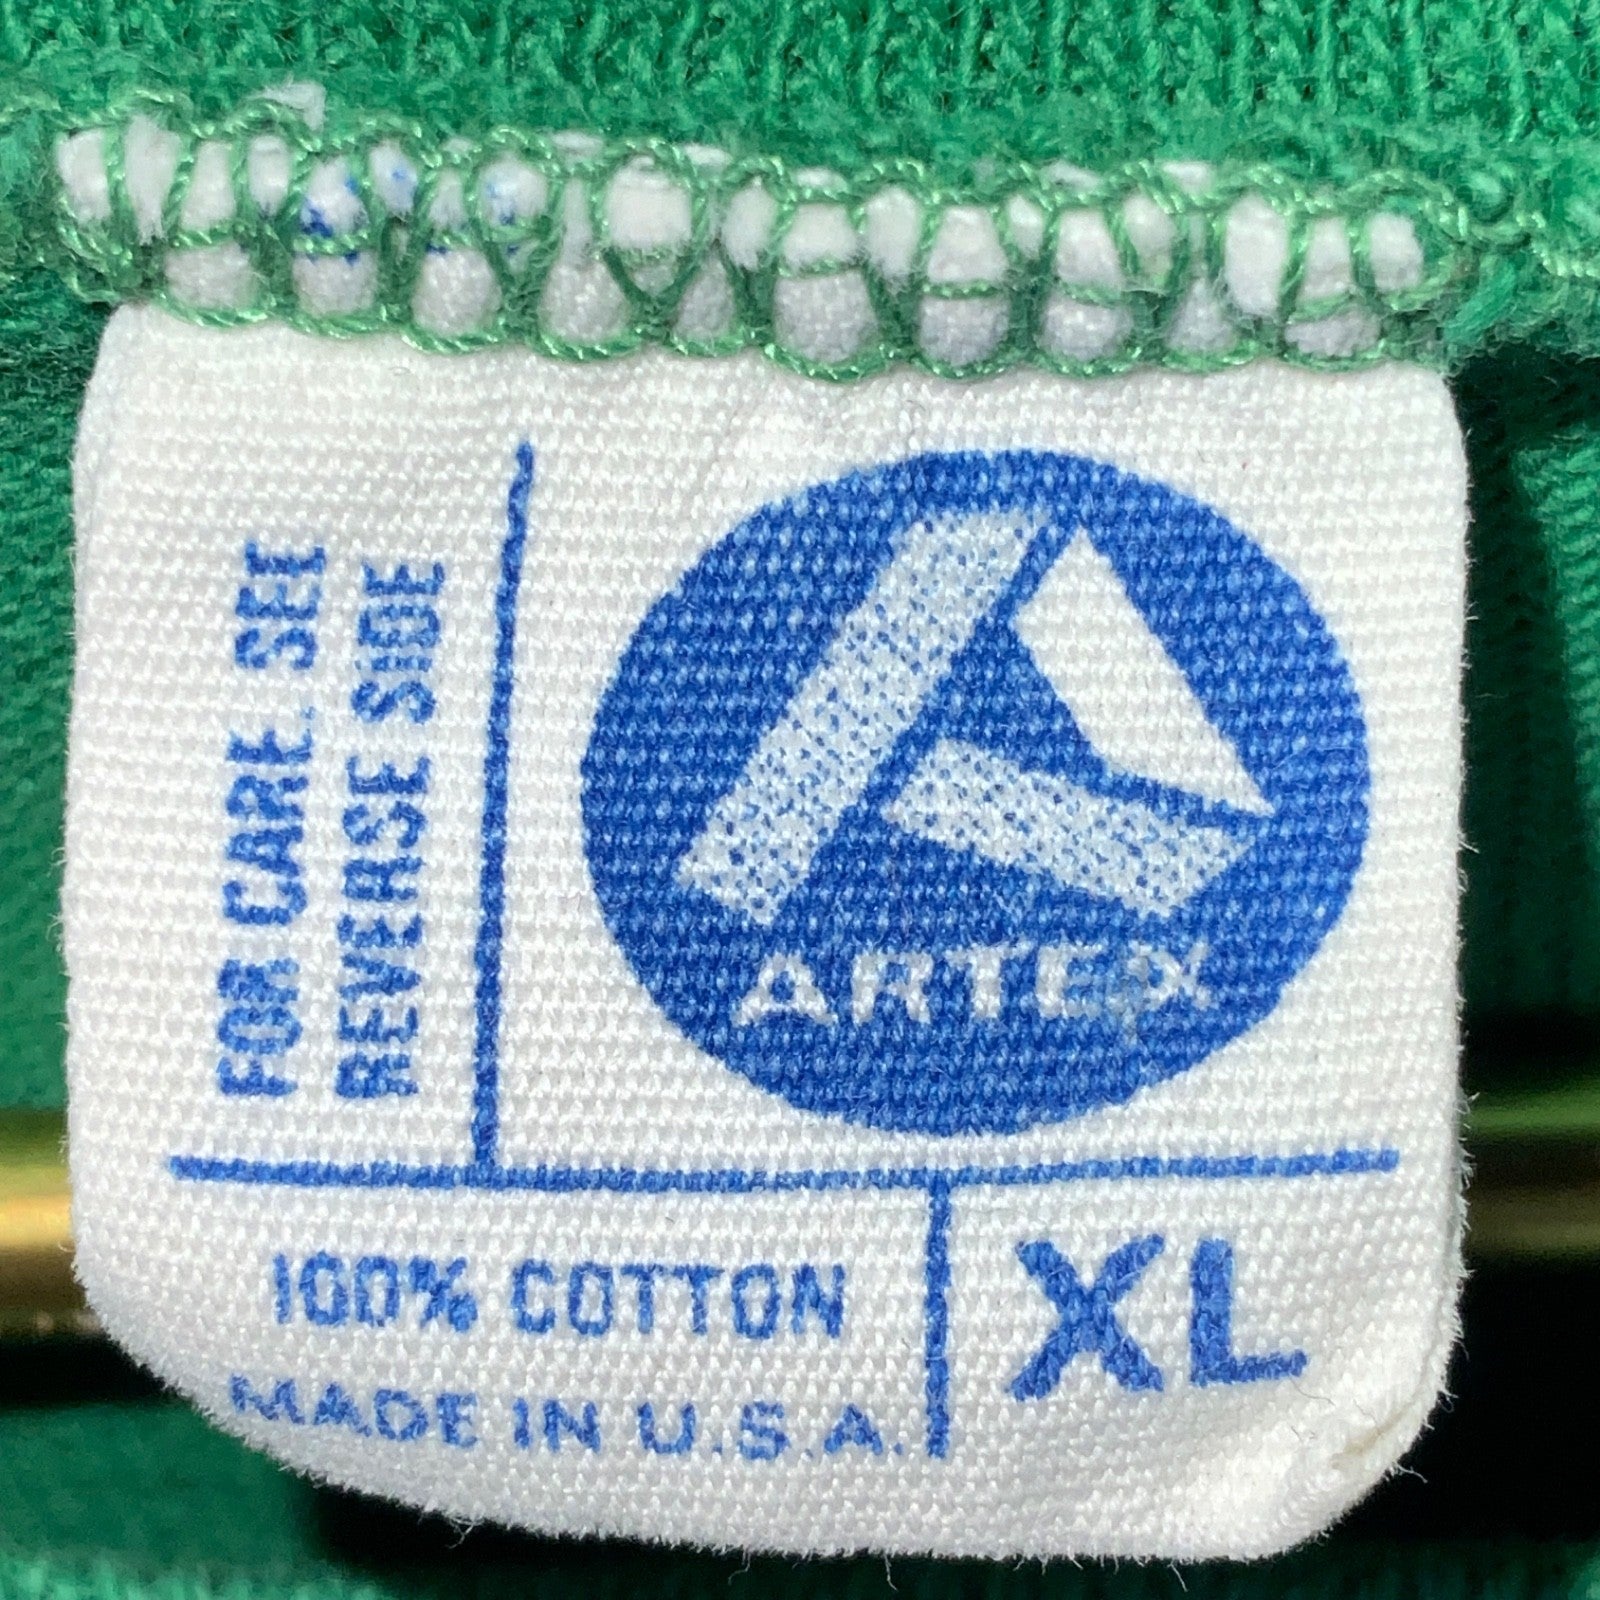 FOR CARE, SEE
REVERSE SIDE
ARTEX
100% COTTON
MADE IN U.S.A.
XL